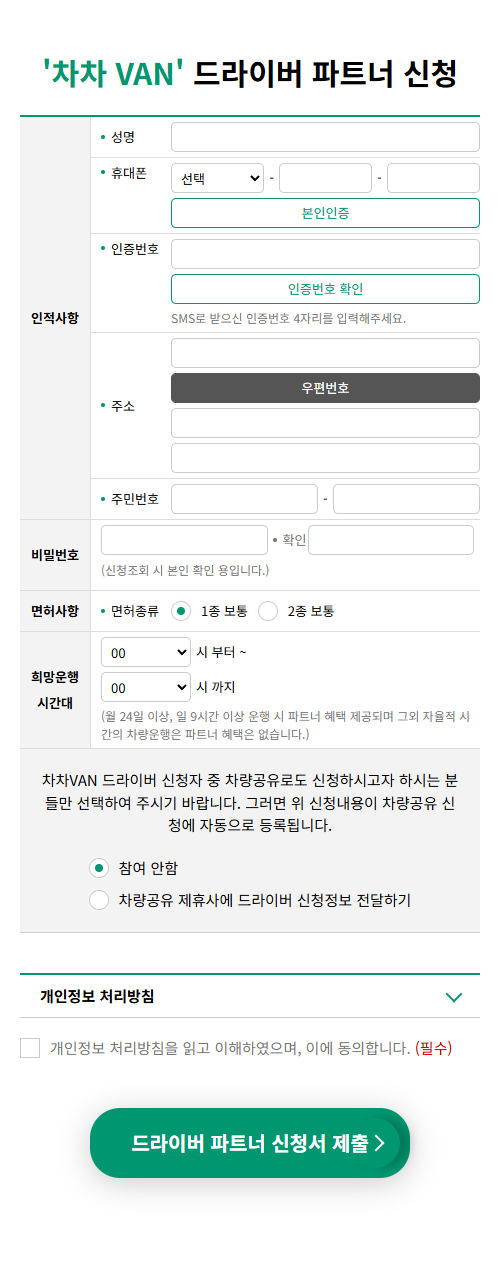 '차차 VAN' 드라이버 파트너 신청
인적사항
• 성명
• 휴대폰
선택 - -
본인인증
• 인증번호
인증번호 확인
SMS로 받으신 인증번호 4자리를 입력해주세요.
• 주소
우편번호
• 주민번호 -
비밀번호
• 확인
(신청조회 시 본인 확인 용입니다.)
면허사항
• 면허종류 1종 보통 2종 보통
희망운행
시간대
00 시 부터 ~
00 시 까지
(월 24일 이상, 일 9시간 이상 운행 시 파트너 혜택 제공되며 그외 자율적 시
간의 차량운행은 파트너 혜택은 없습니다.)
차차VAN 드라이버 신청자 중 차량공유로도 신청하시고자 하시는 분
들만 선택하여 주시기 바랍니다. 그러면 위 신청내용이 차량공유 신
청에 자동으로 등록됩니다.
참여 안함
차량공유 제휴사에 드라이버 신청정보 전달하기
개인정보 처리방침
개인정보 처리방침을 읽고 이해하였으며, 이에 동의합니다. (필수)
드라이버 파트너 신청서 제출